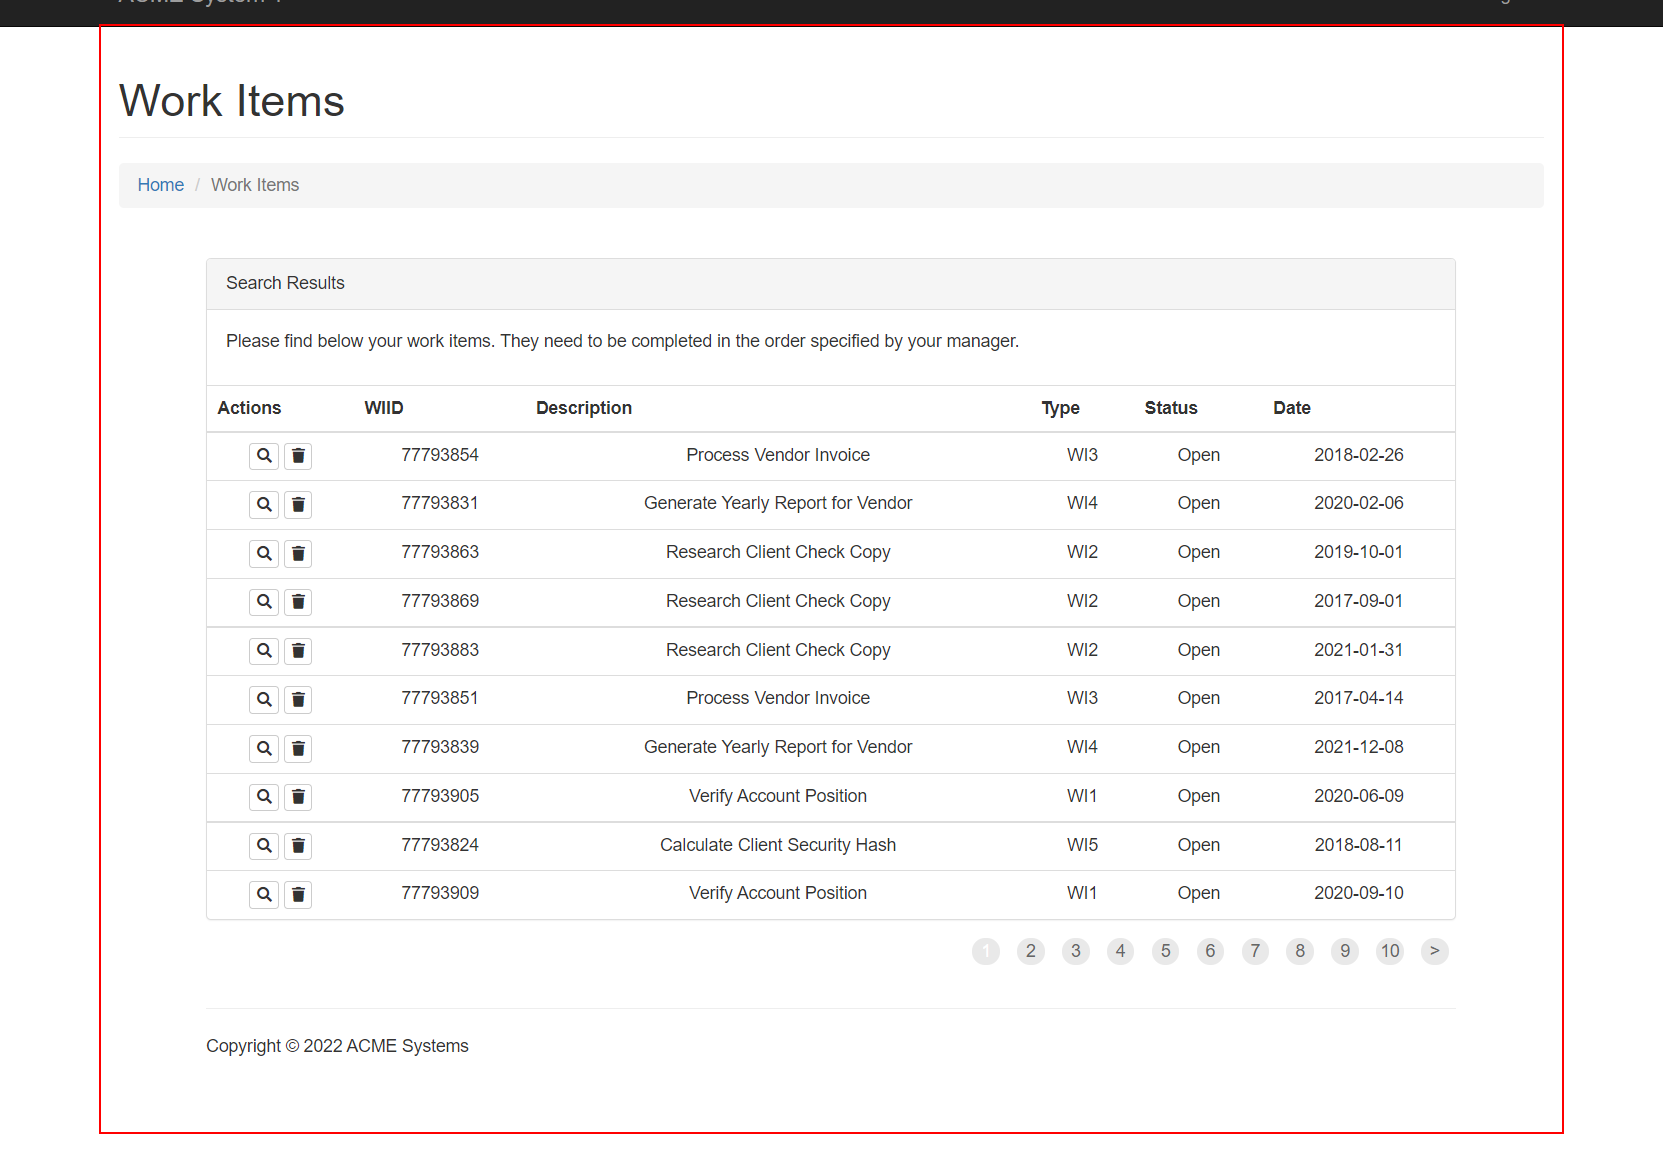 Work Items
Home / Work Items
Search Results
Please find below your work items. They need to be completed in the order specified by your manager.
Actions WIID Description Type Status Date
77793854 Process Vendor Invoice WI3 Open 2018-02-26
77793831 Generate Yearly Report for Vendor WI4 Open 2020-02-06
77793863 Research Client Check Copy WI2 Open 2019-10-01
77793869 Research Client Check Copy WI2 Open 2017-09-01
77793883 Research Client Check Copy WI2 Open 2021-01-31
77793851 Process Vendor Invoice WI3 Open 2017-04-14
77793839 Generate Yearly Report for Vendor WI4 Open 2021-12-08
77793905 Verify Account Position WI1 Open 2020-06-09
77793824 Calculate Client Security Hash WI5 Open 2018-08-11
77793909 Verify Account Position WI1 Open 2020-09-10
1 2 3 4 5 6 7 8 9 10 >
Copyright © 2022 ACME Systems